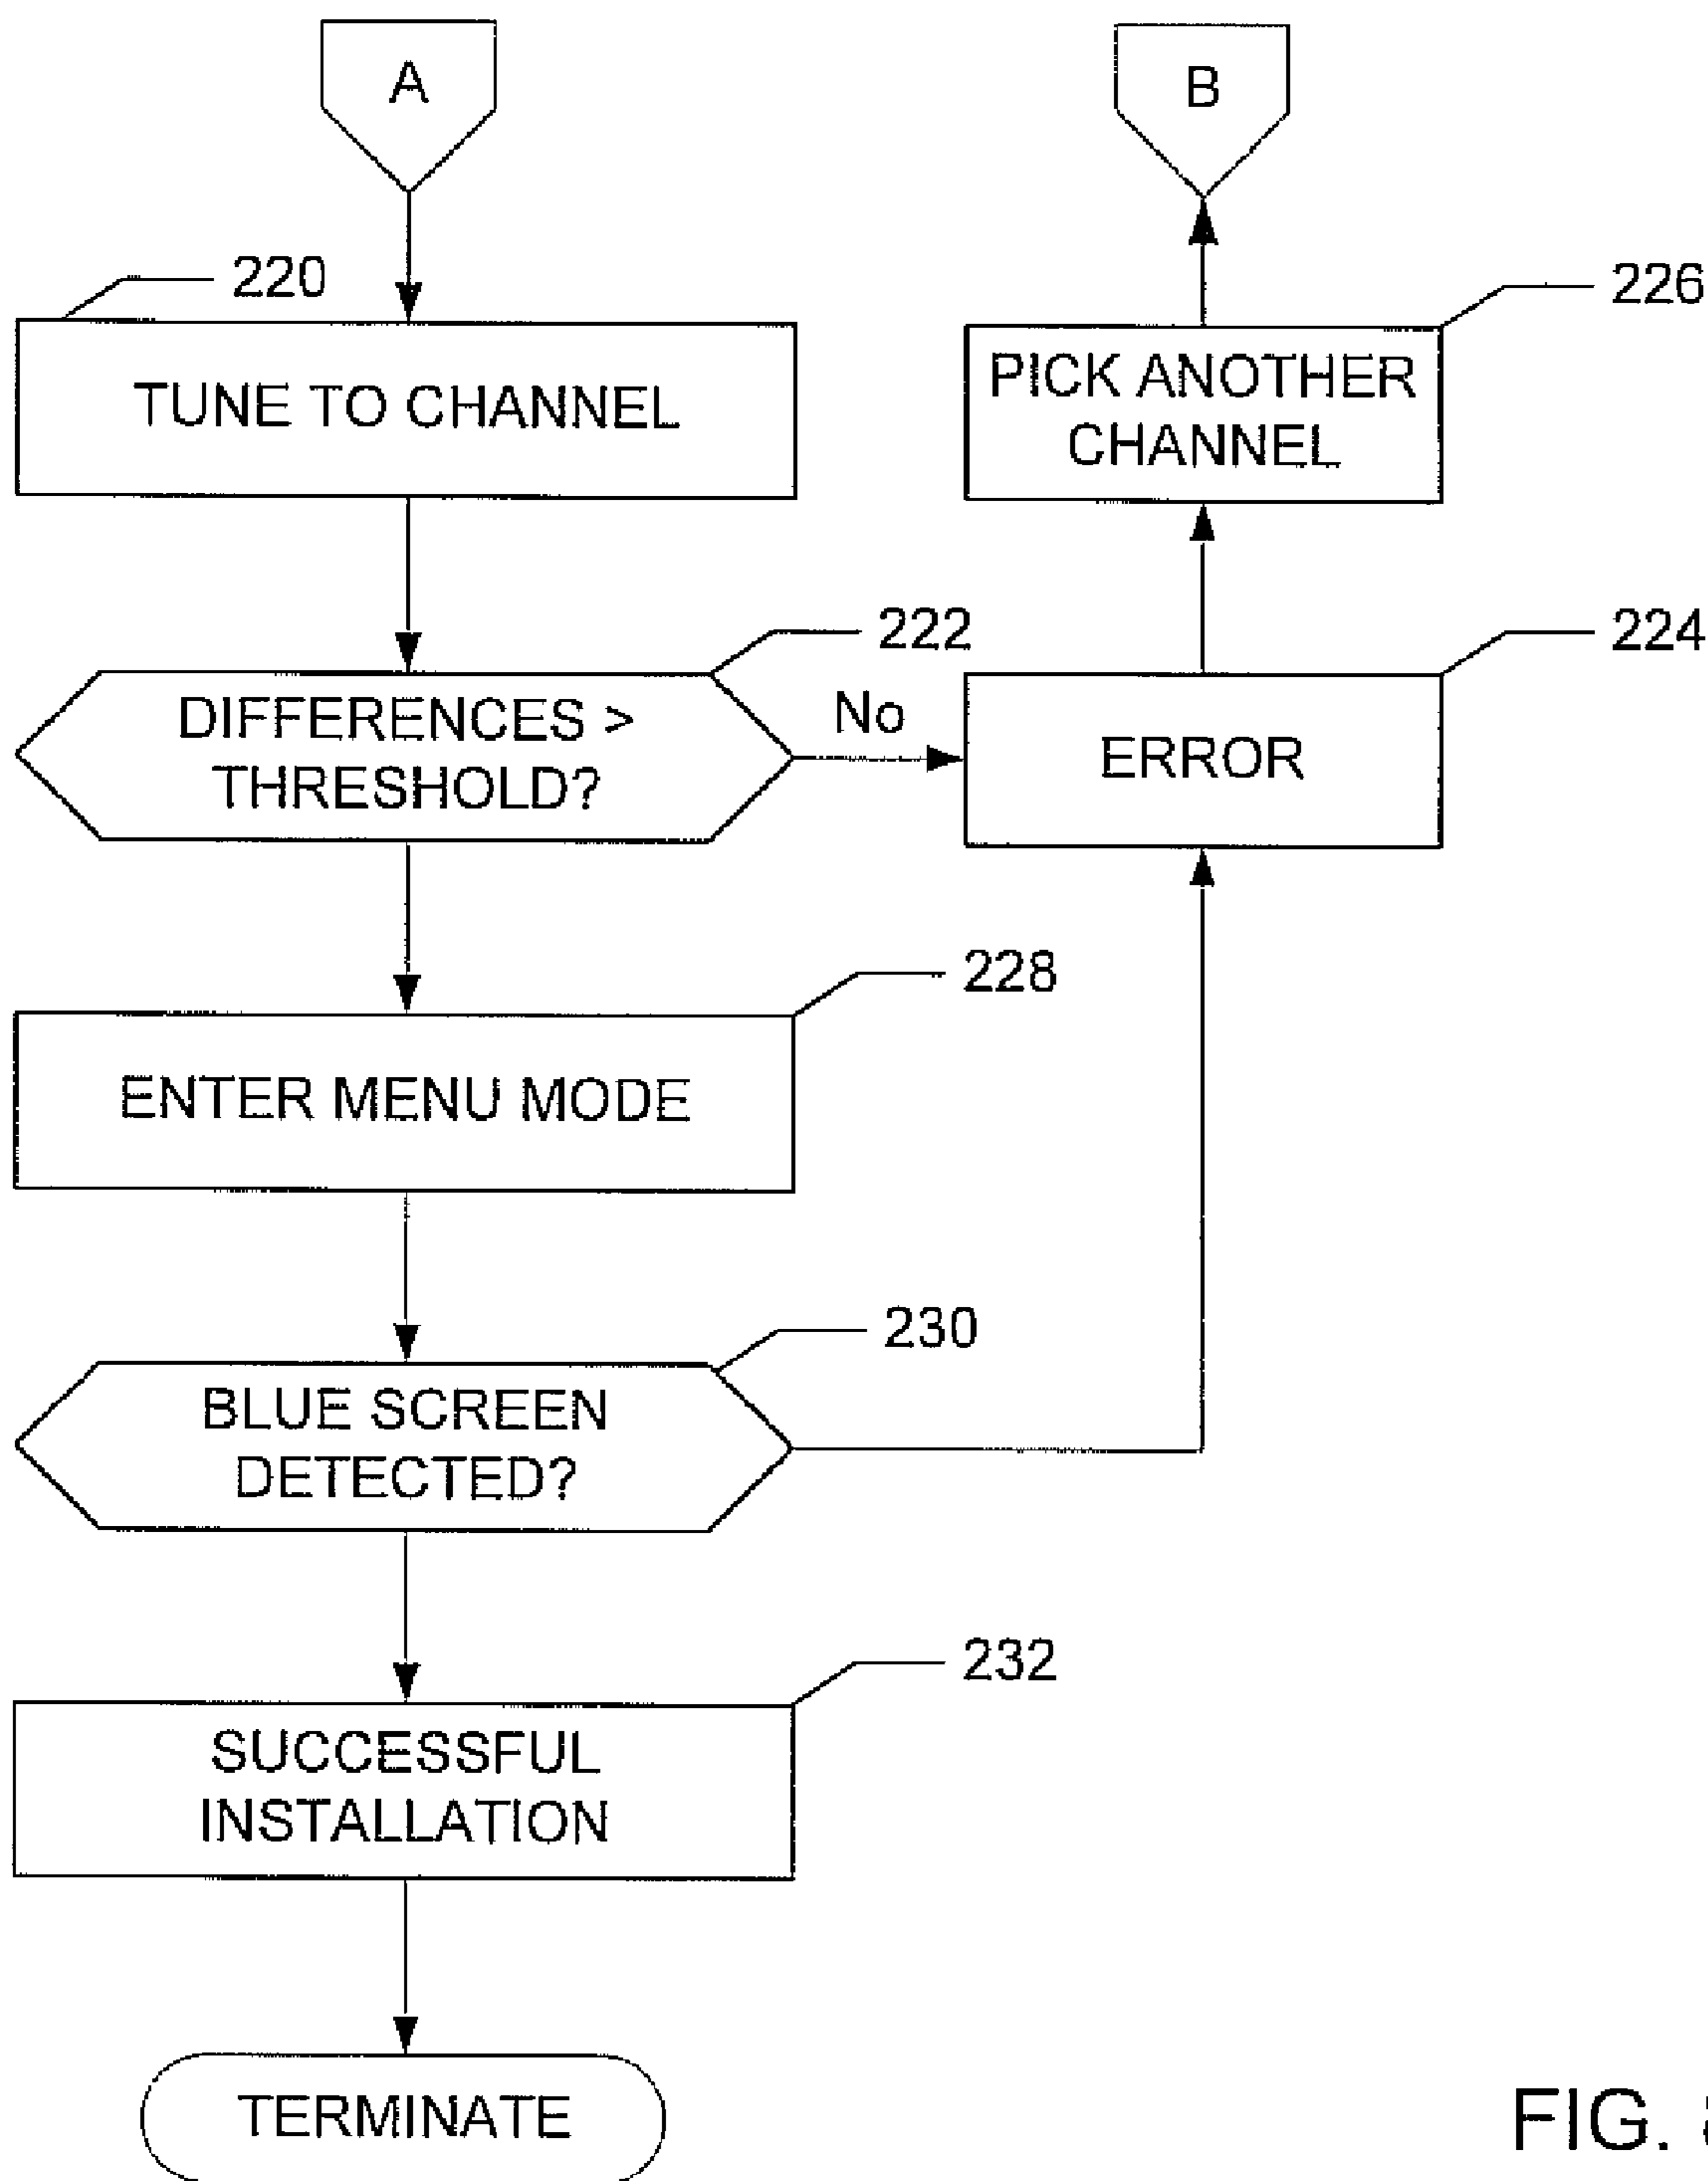 A
B
220
226
TUNE TO CHANNEL
PICK ANOTHER
CHANNEL
222
224
DIFFERENCES >
THRESHOLD?
No
ERROR
228
ENTER MENU MODE
230
BLUE SCREEN
DETECTED?
232
SUCCESSFUL
INSTALLATION
TERMINATE
FIG.